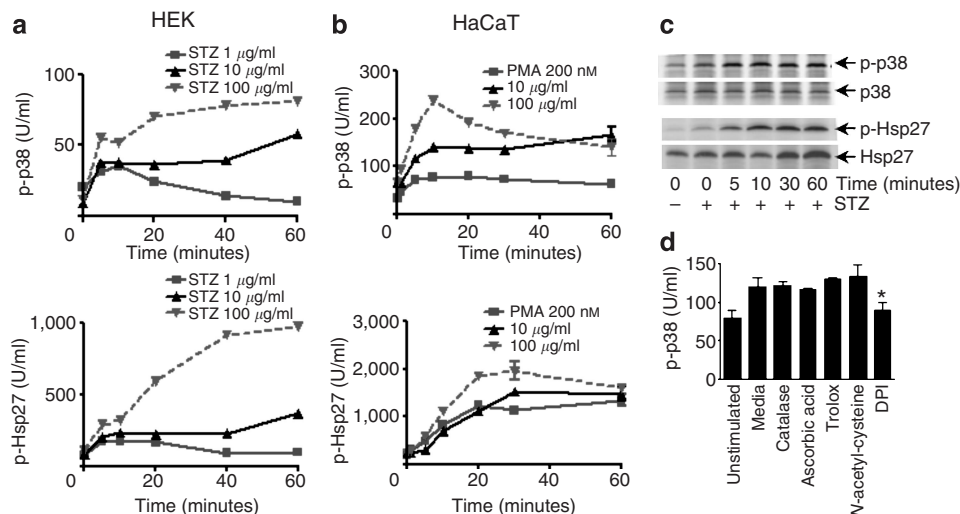 a
HEK
STZ 1 μg/ml
STZ 10 μg/ml
STZ 100 μg/ml
100
50
0
p-p38 (U/ml)
0 20 40 60
Time (minutes)
STZ 1 μg/ml
STZ 10 μg/ml
STZ 100 μg/ml
1,000
500
0
p-Hsp27 (U/ml)
0 20 40 60
Time (minutes)
b
HaCaT
PMA 200 nM
10 μg/ml
100 μg/ml
300
200
100
0
p-p38 (U/ml)
0 20 40 60
Time (minutes)
PMA 200 nM
10 μg/ml
100 μg/ml
3,000
2,000
1,000
0
p-Hsp27 (U/ml)
0 20 40 60
Time (minutes)
c
p-p38
p38
p-Hsp27
Hsp27
0 0 5 10 30 60 Time (minutes)
– + + + + + STZ
d
150
100
50
0
p-p38 (U/ml)
*
Unstimulated
Media
Catalase
Ascorbic acid
Trolox
N-acetyl-cysteine
DPI